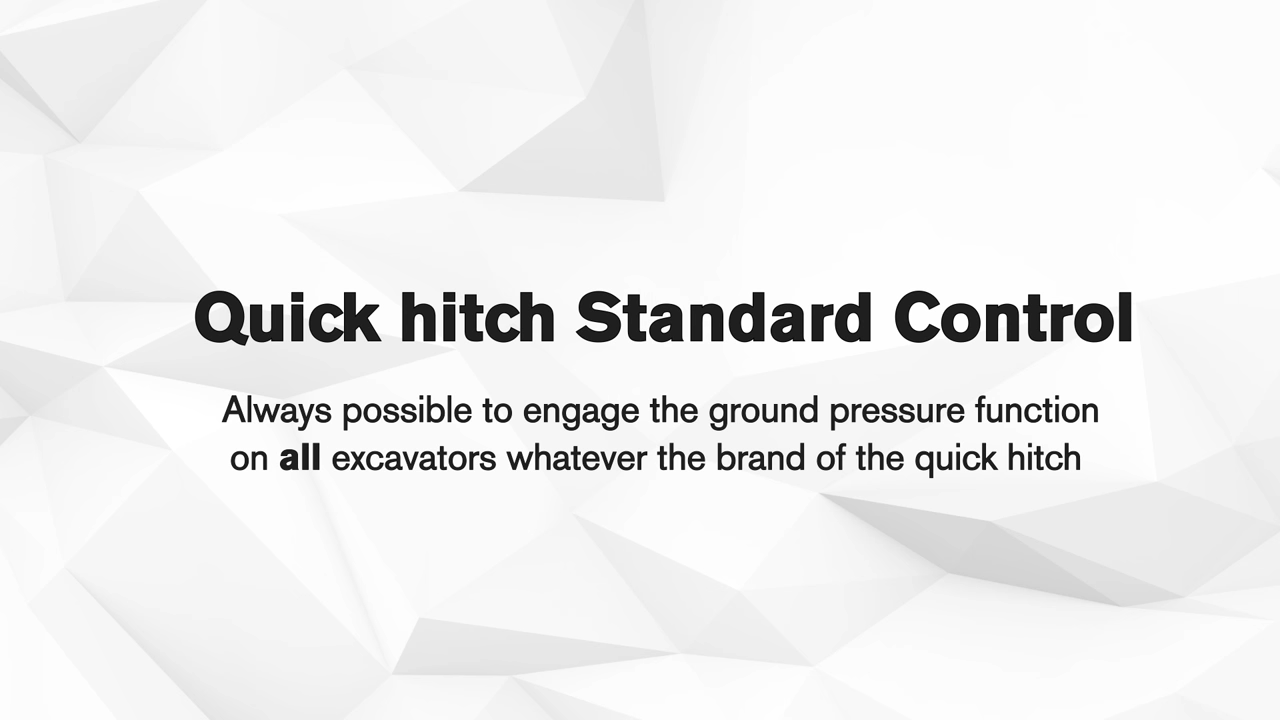 Quick hitch Standard Control
Always possible to engage the ground pressure function
on all excavators whatever the brand of the quick hitch